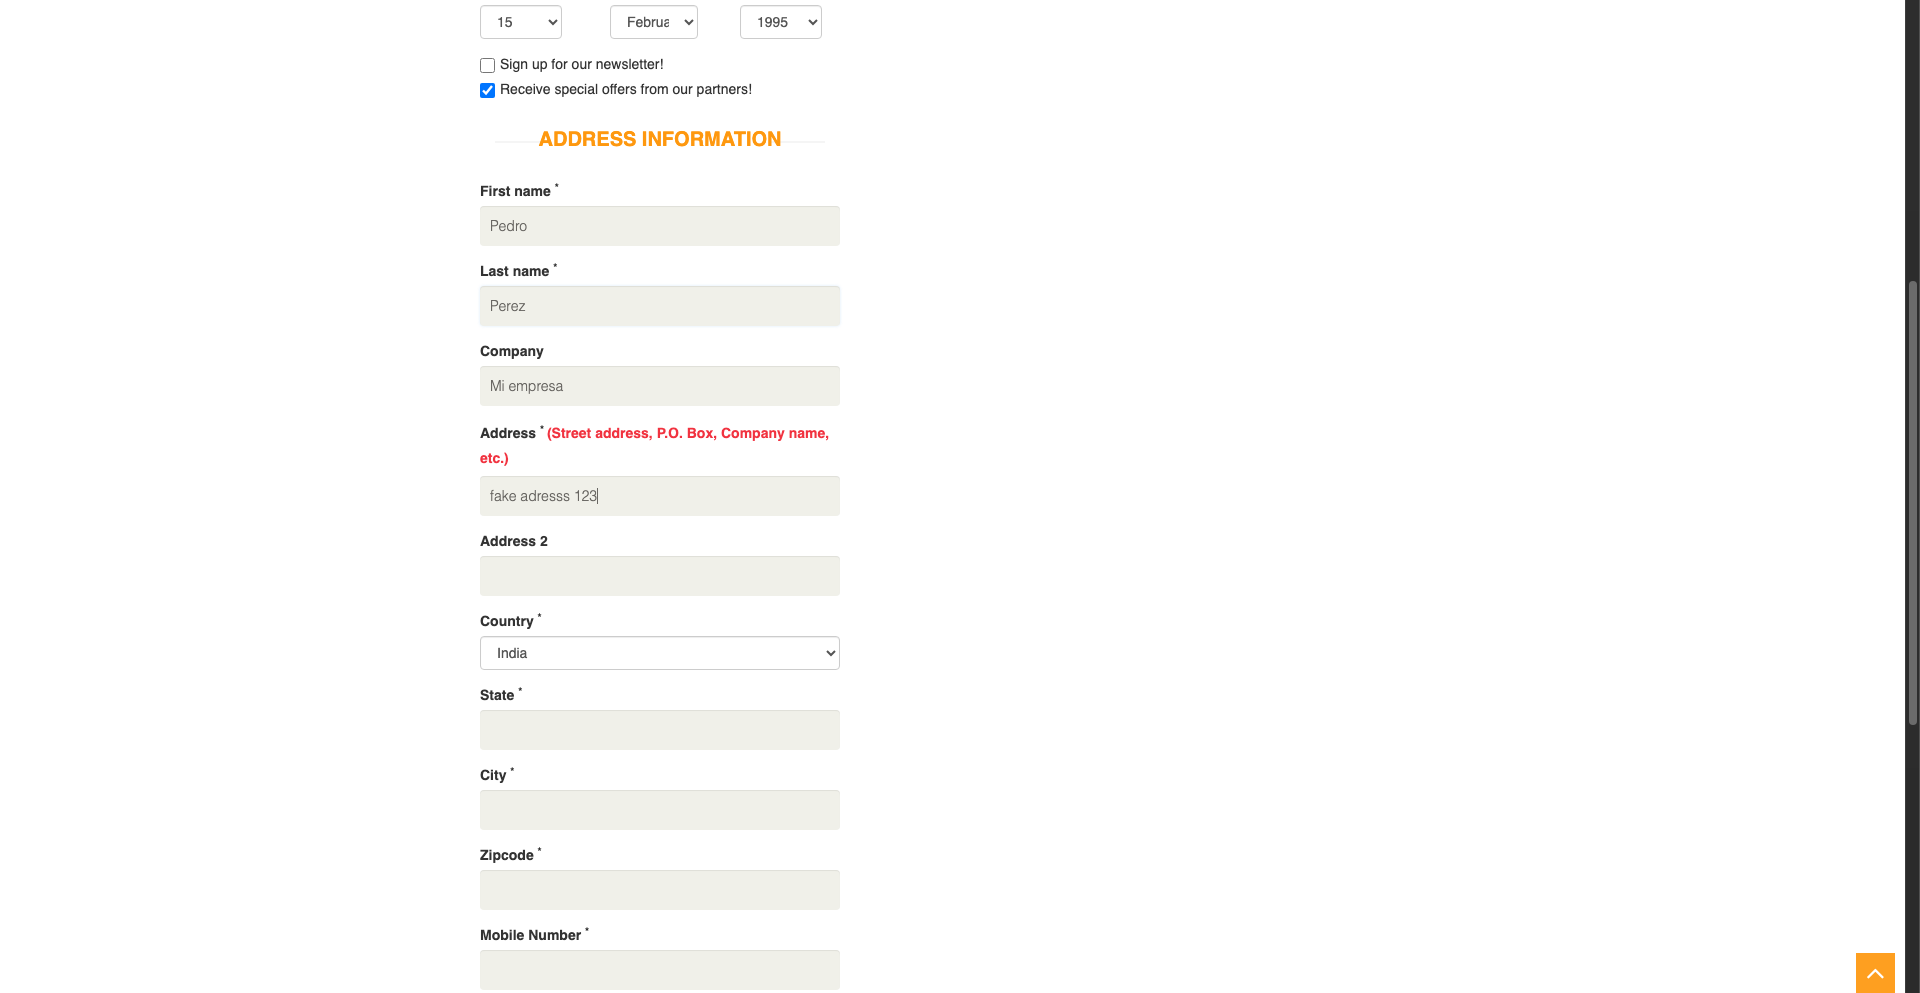 15 Februa 1995
Sign up for our newsletter!
Receive special offers from our partners!
ADDRESS INFORMATION
First name *
Pedro
Last name *
Perez
Company
Mi empresa
Address * (Street address, P.O. Box, Company name,
etc.)
fake adresss 123
Address 2
Country *
India
State *
City *
Zipcode *
Mobile Number *